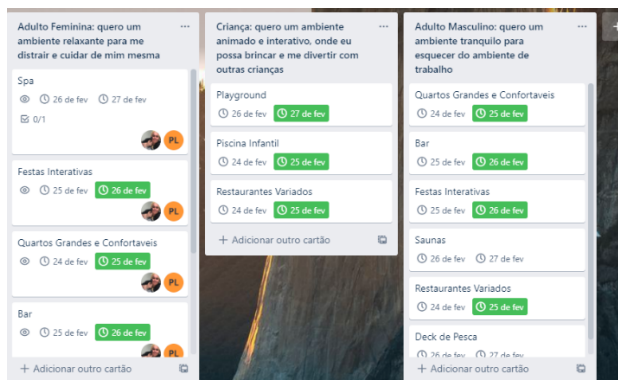 Adulto Feminina: quero um
ambiente relaxante para me
distrair e cuidar de mim mesma
Spa
26 de fev 27 de fev
0/1
PL
Festas Interativas
25 de fev 26 de fev
PL
Quartos Grandes e Confortaveis
24 de fev 25 de fev
PL
Bar
25 de fev 26 de fev
PL
+ Adicionar outro cartão
Criança: quero um ambiente
animado e interativo, onde eu
possa brincar e me divertir com
outras crianças
Playground
26 de fev 27 de fev
Piscina Infantil
24 de fev 25 de fev
Restaurantes Variados
24 de fev 25 de fev
+ Adicionar outro cartão
Adulto Masculino: quero um
ambiente tranquilo para
esquecer do ambiente de
trabalho
Quartos Grandes e Confortaveis
24 de fev 25 de fev
Bar
25 de fev 26 de fev
Festas Interativas
25 de fev 26 de fev
Saunas
26 de fev 27 de fev
Restaurantes Variados
24 de fev 25 de fev
Deck de Pesca
26 de fev 27 de fev
+ Adicionar outro cartão